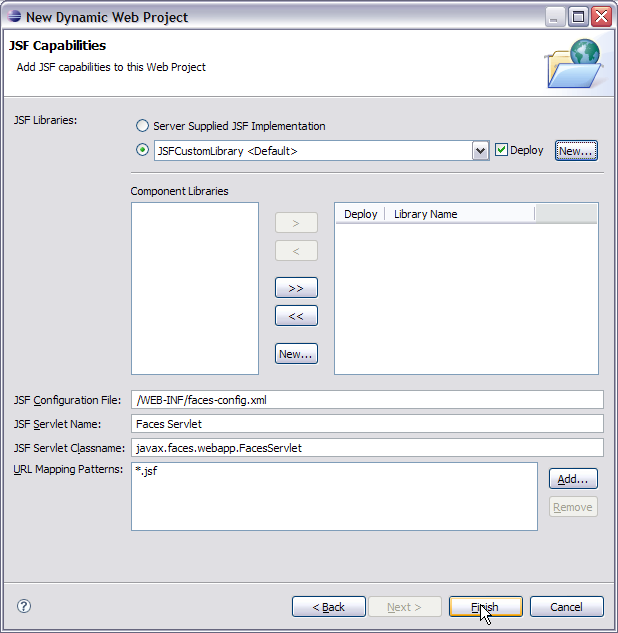 New Dynamic Web Project
JSF Capabilities
Add JSF capabilities to this Web Project
JSF Libraries:
Server Supplied JSF Implementation
JSFCustomLibrary <Default>
Deploy
New...
Component Libraries
Deploy
Library Name
>
<
>>
<<
New...
JSF Configuration File:
/WEB-INF/faces-config.xml
JSF Servlet Name:
Faces Servlet
JSF Servlet Classname:
javax.faces.webapp.FacesServlet
URL Mapping Patterns:
*.jsf
Add...
Remove
?
< Back
Next >
Finish
Cancel